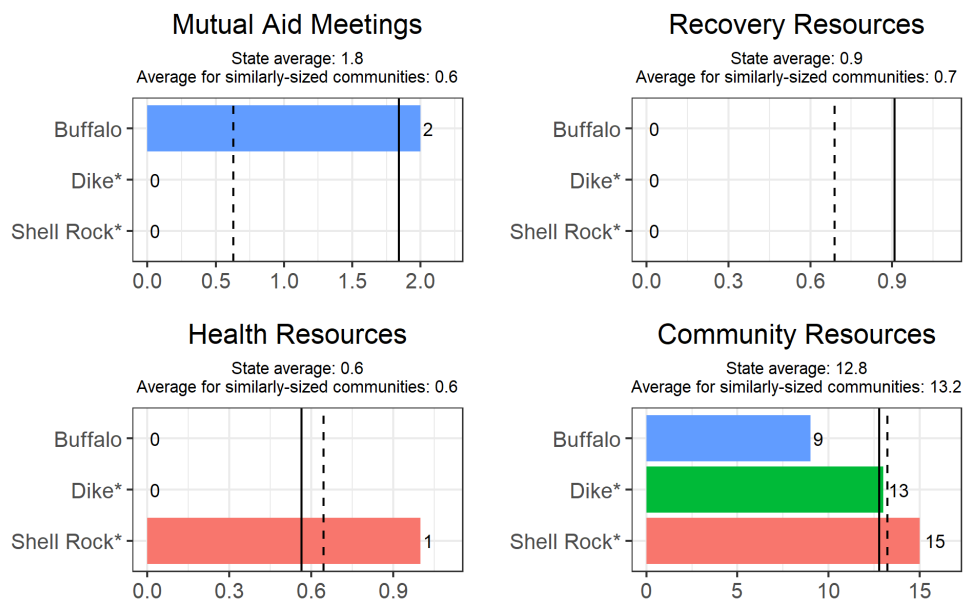 Mutual Aid Meetings
State average: 1.8
Average for similarly-sized communities: 0.6
Buffalo
2
Dike*
0
Shell Rock*
0
0.0 0.5 1.0 1.5 2.0
Recovery Resources
State average: 0.9
Average for similarly-sized communities: 0.7
Buffalo
0
Dike*
0
Shell Rock*
0
0.0 0.3 0.6 0.9
Health Resources
State average: 0.6
Average for similarly-sized communities: 0.6
Buffalo
0
Dike*
0
Shell Rock*
1
0.0 0.3 0.6 0.9
Community Resources
State average: 12.8
Average for similarly-sized communities: 13.2
Buffalo
9
Dike*
13
Shell Rock*
15
0 5 10 15